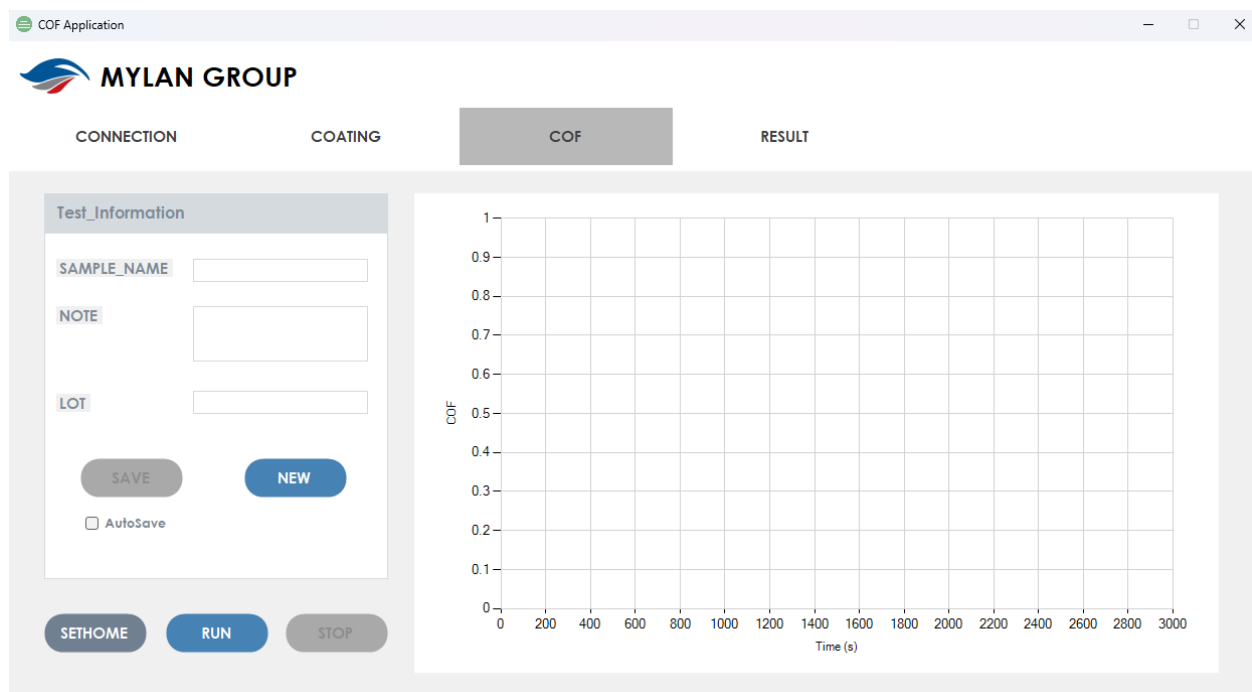 COF Application
MYLAN GROUP
CONNECTION COATING COF RESULT
Test_Information
SAMPLE_NAME
NOTE
LOT
SAVE NEW
AutoSave
SETHOME RUN STOP
1
0.9
0.8
0.7
0.6
0.5
0.4
0.3
0.2
0.1
0
COF
0 200 400 600 800 1000 1200 1400 1600 1800 2000 2200 2400 2600 2800 3000
Time (s)